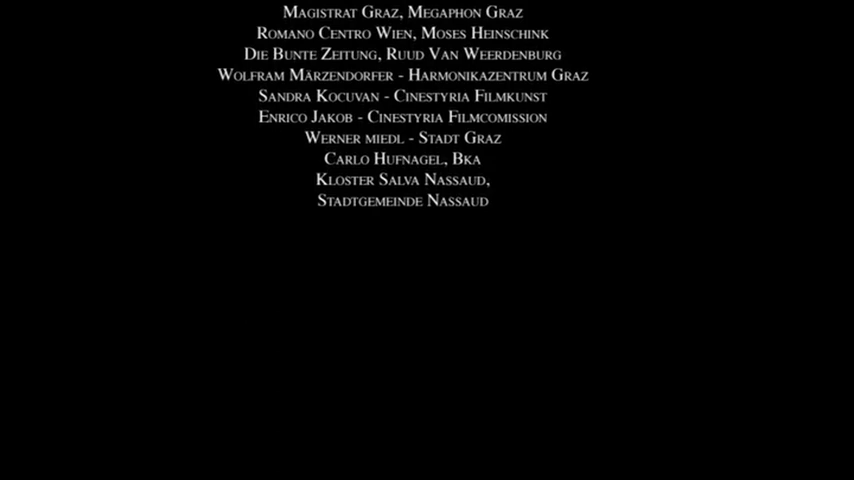 Magistrat Graz, Megaphon Graz
Romano Centro Wien, Moses Heinschink
Die Bunte Zeitung, Ruud Van Weerdenburg
Wolfram Märzendorfer - Harmonikazentrum Graz
Sandra Kocuvan - Cinestyria Filmkunst
Enrico Jakob - Cinestyria Filmcomission
Werner miedl - Stadt Graz
Carlo Hufnagel, Bka
Kloster Salva Nassaud,
Stadtgemeinde Nassaud